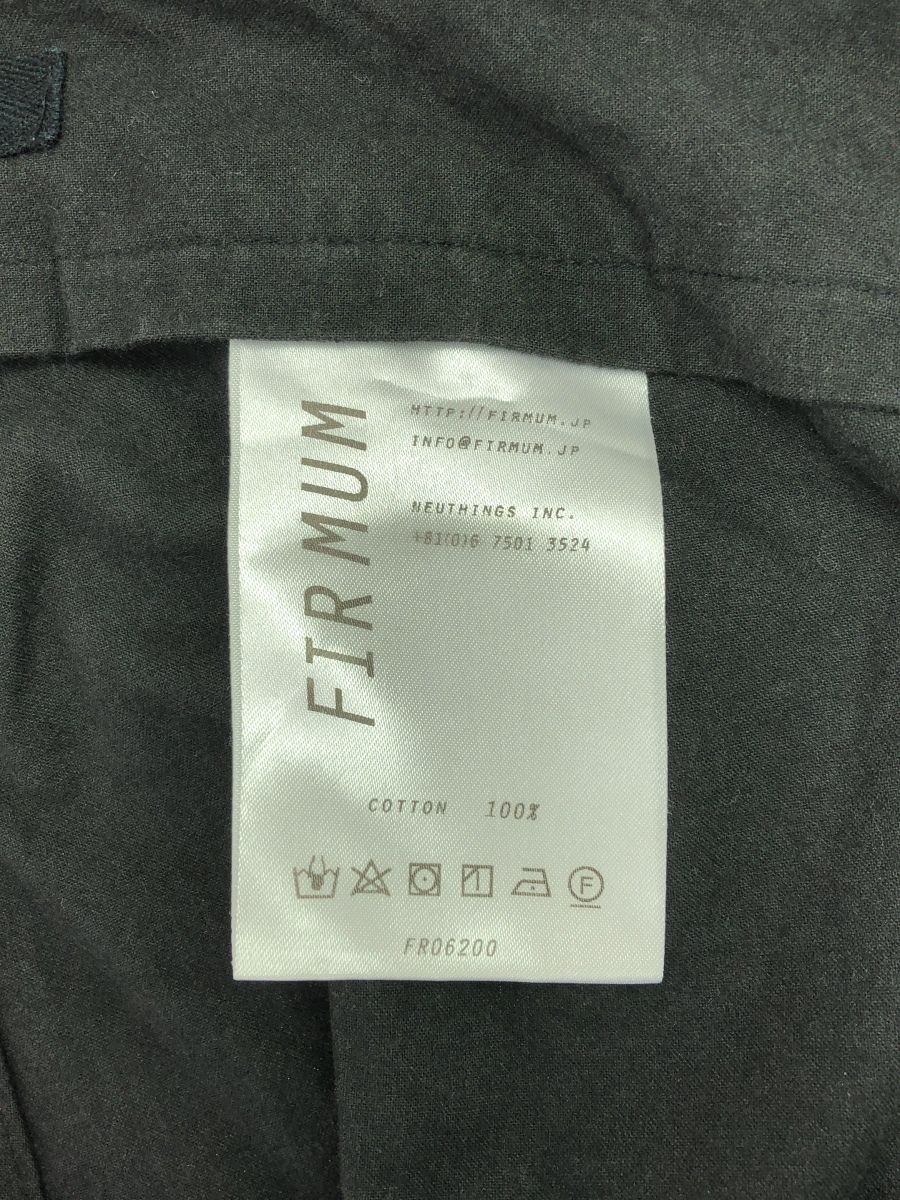 FIRMUM
HTTP://FIRMUM.JP
INFO@FIRMUM.JP
NEUTHINGS INC.
+81(0)6 7501 3524
COTTON 100%
F
FR06200